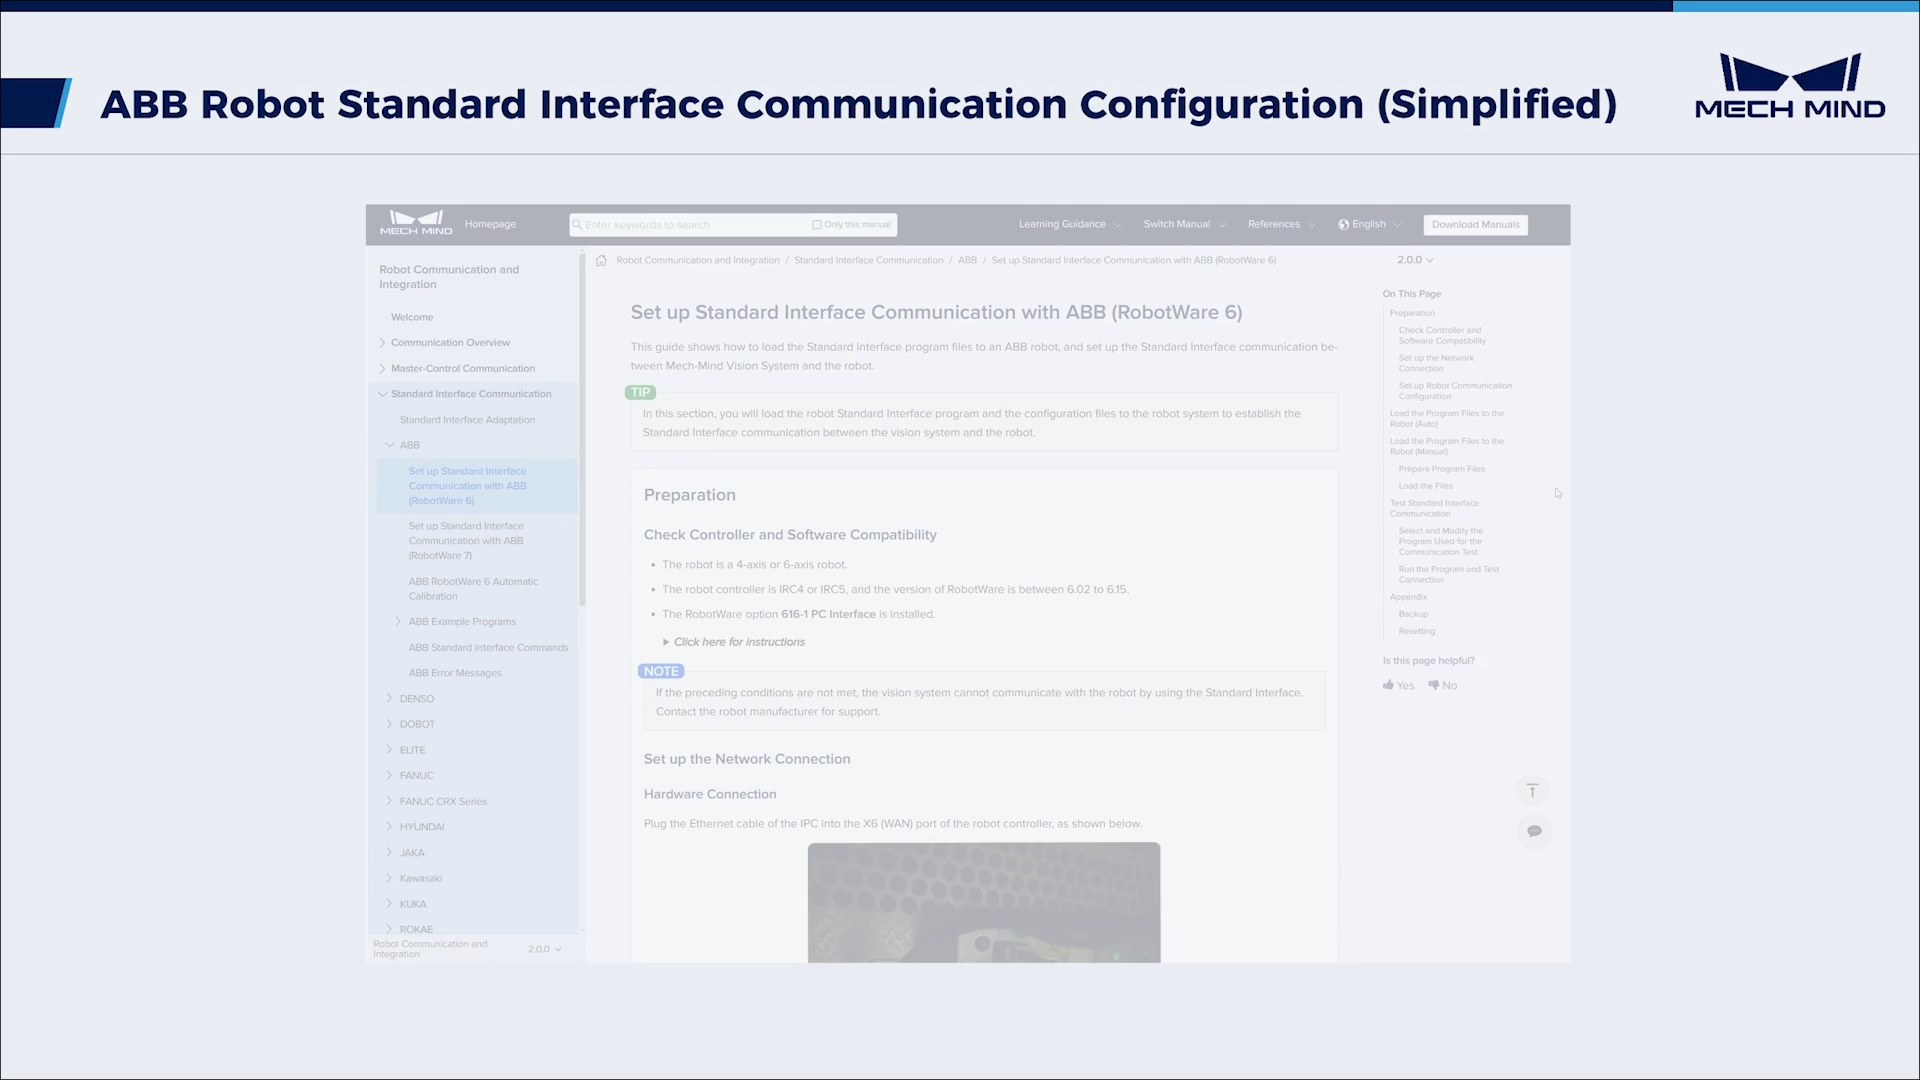 ABB Robot Standard Interface Communication Configuration (Simplified)
MECH MIND
MECH MIND
Homepage
Enter keywords to search
Only this manual
Learning Guidance
Switch Manual
References
English
Download Manuals
Robot Communication and
Integration
Welcome
Communication Overview
Master-Control Communication
Standard Interface Communication
Standard Interface Adaptation
ABB
Set up Standard Interface
Communication with ABB
(RobotWare 6)
Set up Standard Interface
Communication with ABB
(RobotWare 7)
ABB RobotWare 6 Automatic
Calibration
ABB Example Programs
ABB Standard Interface Commands
ABB Error Messages
DENSO
DOBOT
ELITE
FANUC
FANUC CRX Series
HYUNDAI
JAKA
Kawasaki
KUKA
ROKAE
Robot Communication and
Integration
2.0.0
Robot Communication and Integration / Standard Interface Communication / ABB / Set up Standard Interface Communication with ABB (RobotWare 6)
Set up Standard Interface Communication with ABB (RobotWare 6)
This guide shows how to load the Standard Interface program files to an ABB robot, and set up the Standard Interface communication be-
tween Mech-Mind Vision System and the robot.
TIP
In this section, you will load the robot Standard Interface program and the configuration files to the robot system to establish the
Standard Interface communication between the vision system and the robot.
Preparation
Check Controller and Software Compatibility
• The robot is a 4-axis or 6-axis robot.
• The robot controller is IRC4 or IRC5, and the version of RobotWare is between 6.02 to 6.15.
• The RobotWare option 616-1 PC Interface is installed.
Click here for instructions
NOTE
If the preceding conditions are not met, the vision system cannot communicate with the robot by using the Standard Interface.
Contact the robot manufacturer for support.
Set up the Network Connection
Hardware Connection
Plug the Ethernet cable of the IPC into the X6 (WAN) port of the robot controller, as shown below.
2.0.0
On This Page
Preparation
Check Controller and
Software Compatibility
Set up the Network
Connection
Set up Robot Communication
Configuration
Load the Program Files to the
Robot (Auto)
Load the Program Files to the
Robot (Manual)
Prepare Program Files
Load the Files
Test Standard Interface
Communication
Select and Modify the
Program Used for the
Communication Test
Run the Program and Test
Connection
Appendix
Backup
Resetting
Is this page helpful?
Yes
No